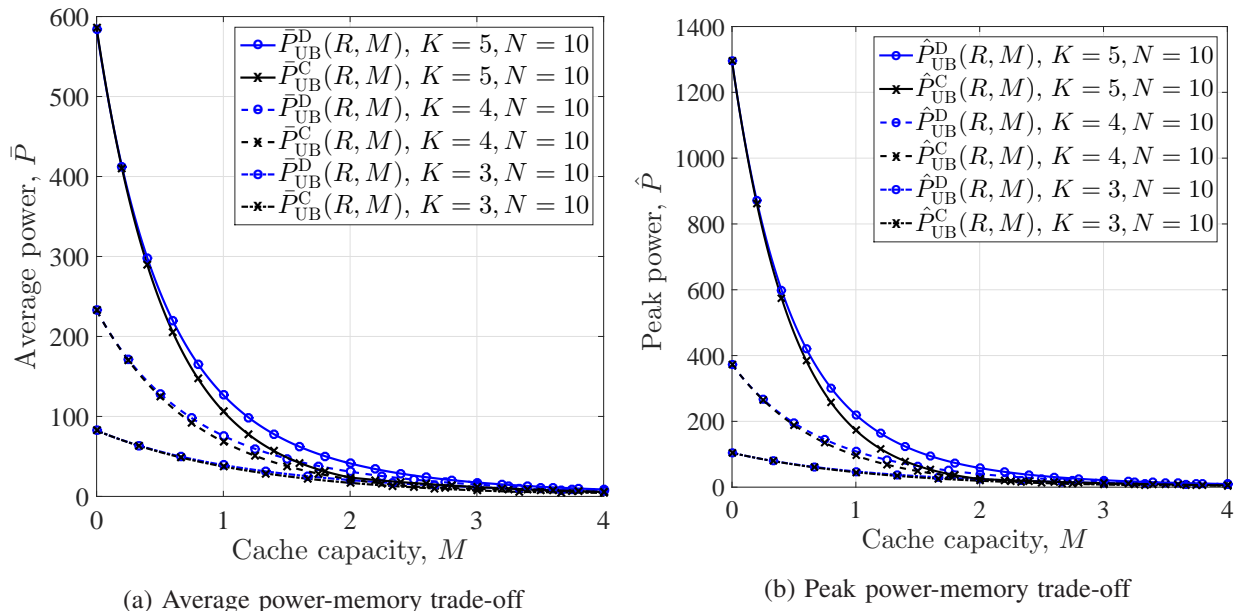 600
500
400
300
200
100
0
Average power, P̄
P̄ᴰ_UB(R, M), K = 5, N = 10
P̄ᶜ_UB(R, M), K = 5, N = 10
P̄ᴰ_UB(R, M), K = 4, N = 10
P̄ᶜ_UB(R, M), K = 4, N = 10
P̄ᴰ_UB(R, M), K = 3, N = 10
P̄ᶜ_UB(R, M), K = 3, N = 10
0 1 2 3 4
Cache capacity, M
(a) Average power-memory trade-off
1400
1200
1000
800
600
400
200
0
Peak power, P̂
P̂ᴰ_UB(R, M), K = 5, N = 10
P̂ᶜ_UB(R, M), K = 5, N = 10
P̂ᴰ_UB(R, M), K = 4, N = 10
P̂ᶜ_UB(R, M), K = 4, N = 10
P̂ᴰ_UB(R, M), K = 3, N = 10
P̂ᶜ_UB(R, M), K = 3, N = 10
0 1 2 3 4
Cache capacity, M
(b) Peak power-memory trade-off